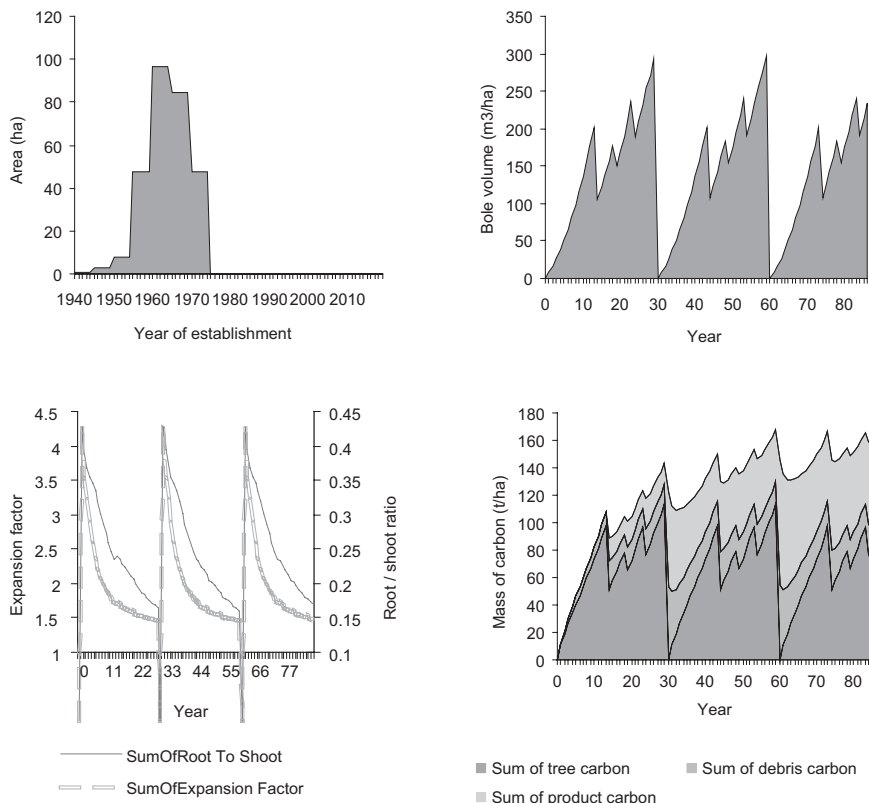 120
100
80
60
40
20
0
Area (ha)
1940 1950 1960 1970 1980 1990 2000 2010
Year of establishment
350
300
250
200
150
100
50
0
Bole volume (m3/ha)
0 10 20 30 40 50 60 70 80
Year
4.5
4
3.5
3
2.5
2
1.5
1
Expansion factor
0.45
0.4
0.35
0.3
0.25
0.2
0.15
0.1
Root / shoot ratio
0 11 22 33 44 55 66 77
Year
SumOfRoot To Shoot
SumOfExpansion Factor
180
160
140
120
100
80
60
40
20
0
Mass of carbon (t/ha)
0 10 20 30 40 50 60 70 80
Year
Sum of tree carbon
Sum of debris carbon
Sum of product carbon